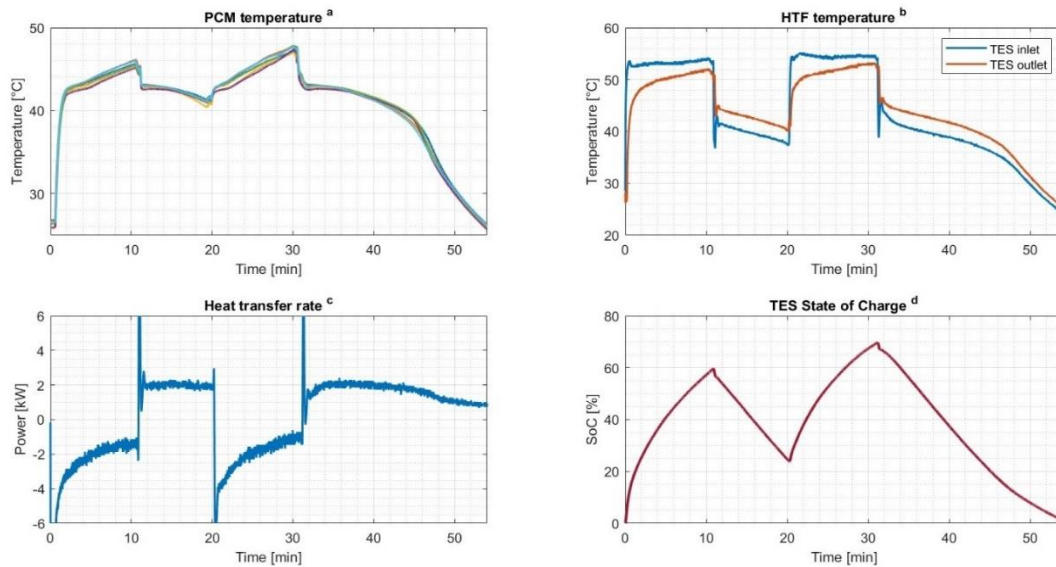 PCM temperature a
Temperature [°C]
50
40
30
0 10 20 30 40 50
Time [min]
HTF temperature b
Temperature [°C]
60
50
40
30
20
TES inlet
TES outlet
0 10 20 30 40 50
Time [min]
Heat transfer rate c
Power [kW]
6
4
2
0
-2
-4
-6
0 10 20 30 40 50
Time [min]
TES State of Charge d
SoC [%]
80
60
40
20
0
0 10 20 30 40 50
Time [min]